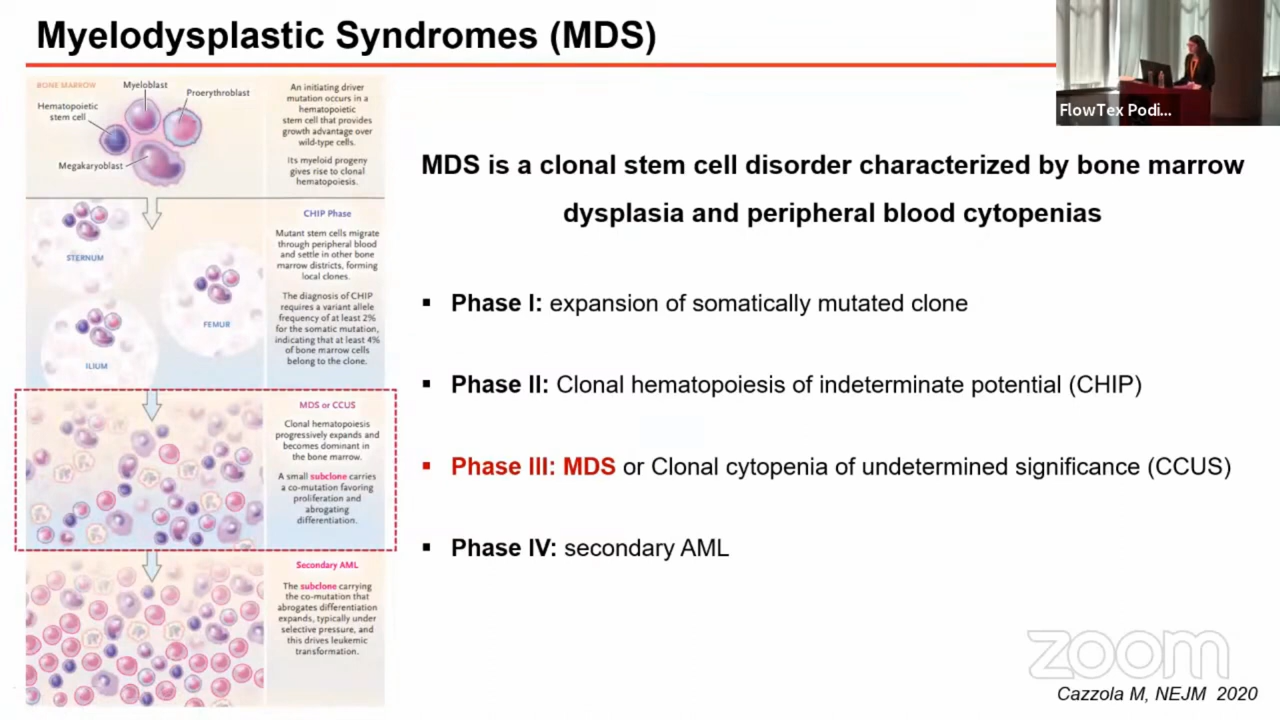 Myelodysplastic Syndromes (MDS)
FlowTex Podi...
BONE MARROW
Myeloblast
Proerythroblast
Hematopoietic
stem cell
Megakaryoblast
An initiating driver
mutation occurs in a
hematopoietic
stem cell that provides
growth advantage over
wild-type cells.
Its myeloid progeny
gives rise to clonal
hematopoiesis.
STERNUM
FEMUR
ILIUM
CHIP Phase
Mutant stem cells migrate
through peripheral blood
and settle in other bone
marrow districts, forming
local clones.
The diagnosis of CHIP
requires a variant allele
frequency of at least 2%
for the somatic mutation,
indicating that at least 4%
of bone marrow cells
belong to the clone.
MDS or CCUS
Clonal hematopoiesis
progressively expands and
becomes dominant in
the bone marrow.
A small subclone carries
a co-mutation favoring
proliferation and
abrogating
differentiation.
Secondary AML
The subclone carrying
the co-mutation that
abrogates differentiation
expands, typically under
selective pressure, and
this drives leukemic
transformation.
MDS is a clonal stem cell disorder characterized by bone marrow
dysplasia and peripheral blood cytopenias
▪ Phase I: expansion of somatically mutated clone
▪ Phase II: Clonal hematopoiesis of indeterminate potential (CHIP)
▪ Phase III: MDS or Clonal cytopenia of undetermined significance (CCUS)
▪ Phase IV: secondary AML
zoom
Cazzola M, NEJM 2020